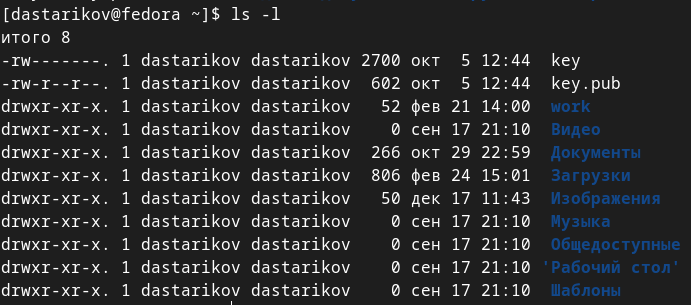 [dastarikov@fedora ~]$ ls -l
итого 8
-rw-------. 1 dastarikov dastarikov 2700 окт  5 12:44  key
-rw-r--r--. 1 dastarikov dastarikov  602 окт  5 12:44  key.pub
drwxr-xr-x. 1 dastarikov dastarikov   52 фев 21 14:00  work
drwxr-xr-x. 1 dastarikov dastarikov    0 сен 17 21:10  Видео
drwxr-xr-x. 1 dastarikov dastarikov  266 окт 29 22:59  Документы
drwxr-xr-x. 1 dastarikov dastarikov  806 фев 24 15:01  Загрузки
drwxr-xr-x. 1 dastarikov dastarikov   50 дек 17 11:43  Изображения
drwxr-xr-x. 1 dastarikov dastarikov    0 сен 17 21:10  Музыка
drwxr-xr-x. 1 dastarikov dastarikov    0 сен 17 21:10  Общедоступные
drwxr-xr-x. 1 dastarikov dastarikov    0 сен 17 21:10 'Рабочий стол'
drwxr-xr-x. 1 dastarikov dastarikov    0 сен 17 21:10  Шаблоны